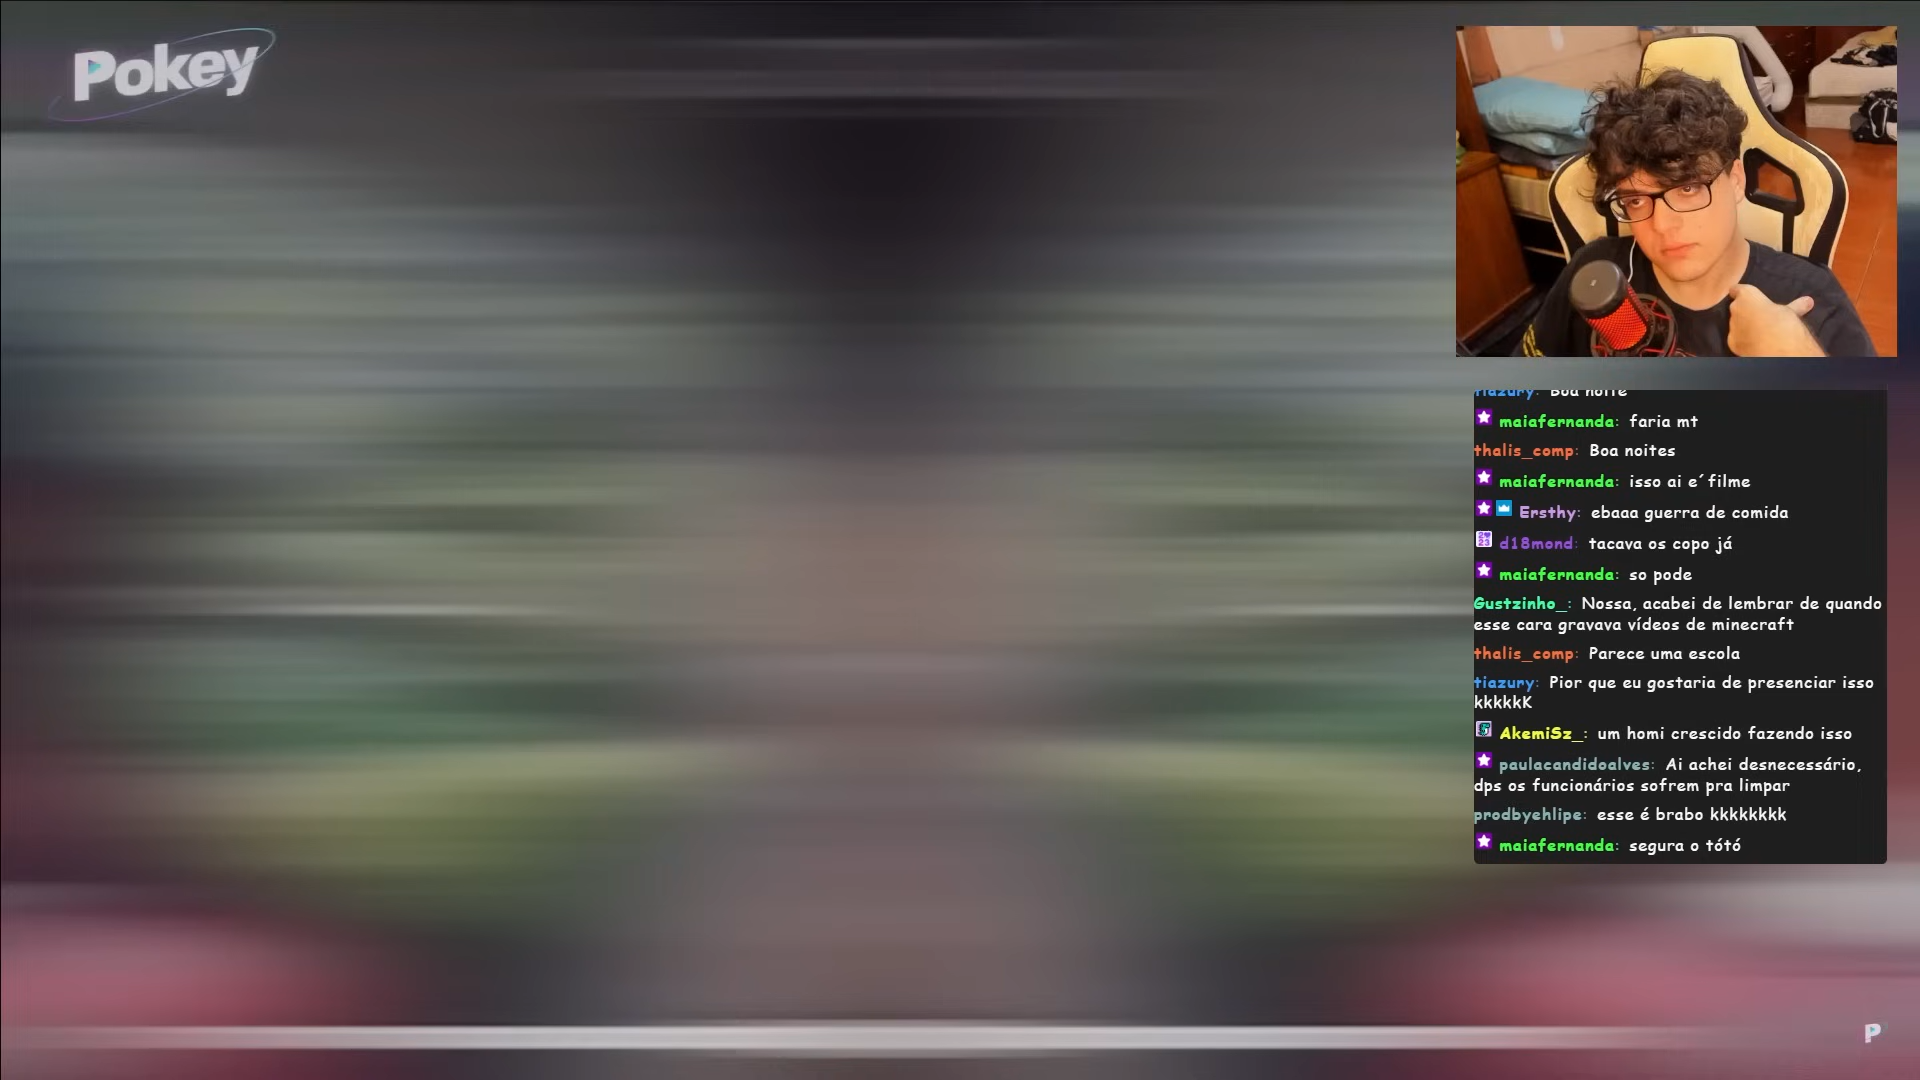 Pokey
tiazury: Boa noite
maiafernanda: faria mt
thalis_comp: Boa noites
maiafernanda: isso ai e´filme
Ersthy: ebaaa guerra de comida
d18mond: tacava os copo já
maiafernanda: so pode
Gustzinho_: Nossa, acabei de lembrar de quando
esse cara gravava vídeos de minecraft
thalis_comp: Parece uma escola
tiazury: Pior que eu gostaria de presenciar isso
kkkkkK
AkemiSz_: um homi crescido fazendo isso
paulacandidoalves: Ai achei desnecessário,
dps os funcionários sofrem pra limpar
prodbyehlipe: esse é brabo kkkkkkkk
maiafernanda: segura o tótó
P